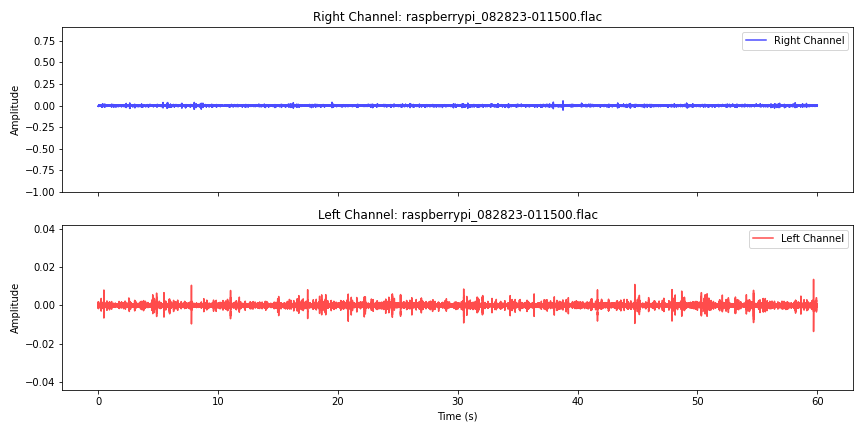 Right Channel: raspberrypi_082823-011500.flac
Right Channel
Amplitude
0.75
0.50
0.25
0.00
−0.25
−0.50
−0.75
−1.00
Left Channel: raspberrypi_082823-011500.flac
Left Channel
Amplitude
0.04
0.02
0.00
−0.02
−0.04
0 10 20 30 40 50 60
Time (s)